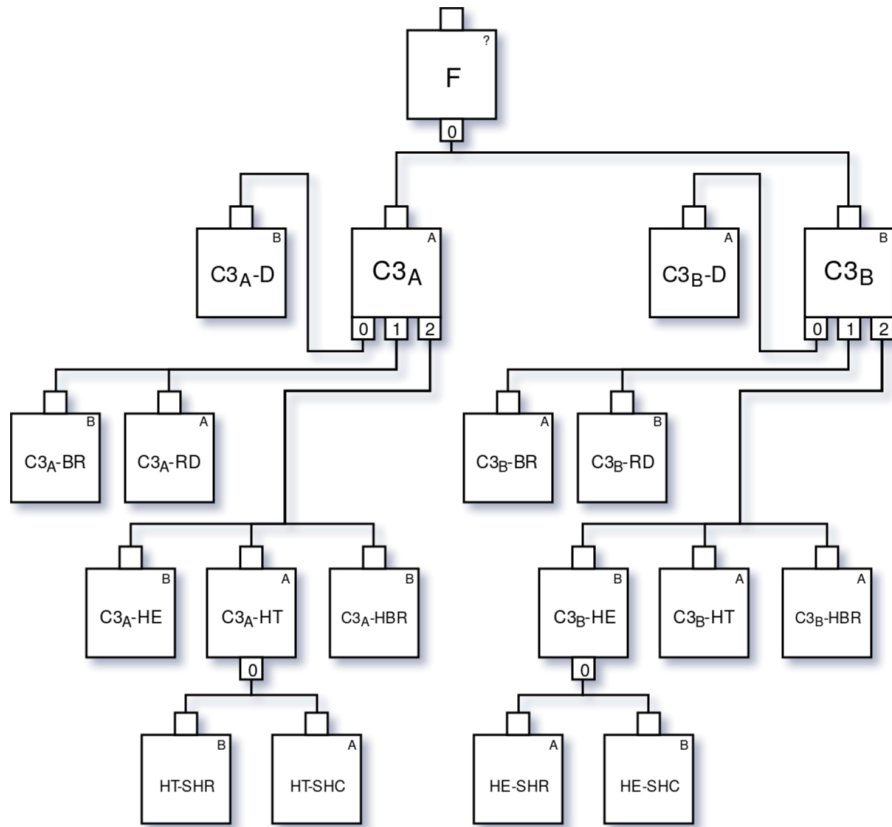 ?
F
0
B
C3A-D
A
C3A
0 1 2
A
C3B-D
B
C3B
0 1 2
B
C3A-BR
A
C3A-RD
A
C3B-BR
B
C3B-RD
B
C3A-HE
A
C3A-HT
0
B
C3A-HBR
B
C3B-HE
0
A
C3B-HT
A
C3B-HBR
B
HT-SHR
A
HT-SHC
A
HE-SHR
B
HE-SHC